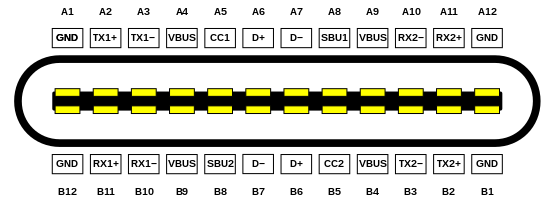 A1 A2 A3 A4 A5 A6 A7 A8 A9 A10 A11 A12
GND TX1+ TX1− VBUS CC1 D+ D− SBU1 VBUS RX2− RX2+ GND
GND RX1+ RX1− VBUS SBU2 D− D+ CC2 VBUS TX2− TX2+ GND
B12 B11 B10 B9 B8 B7 B6 B5 B4 B3 B2 B1